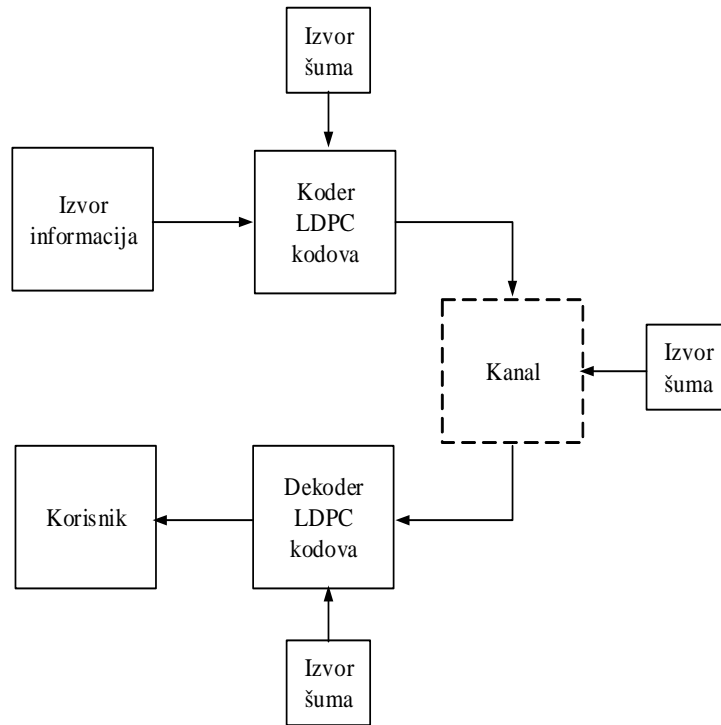 Izvor
šuma
Izvor
informacija
Koder
LDPC
kodova
Kanal
Izvor
šuma
Korisnik
Dekoder
LDPC
kodova
Izvor
šuma